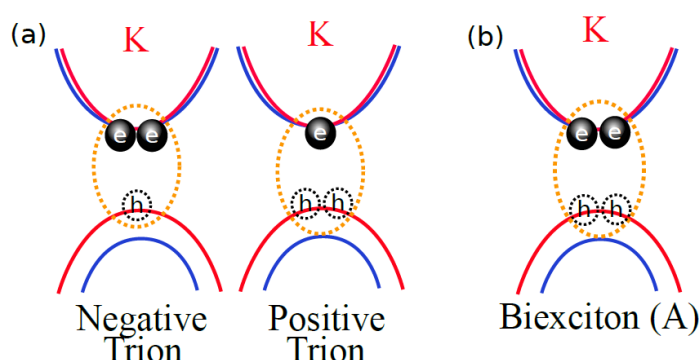 (a) K K (b) K
e e e e e
h h h h h
Negative Trion
Positive Trion
Biexciton (A)